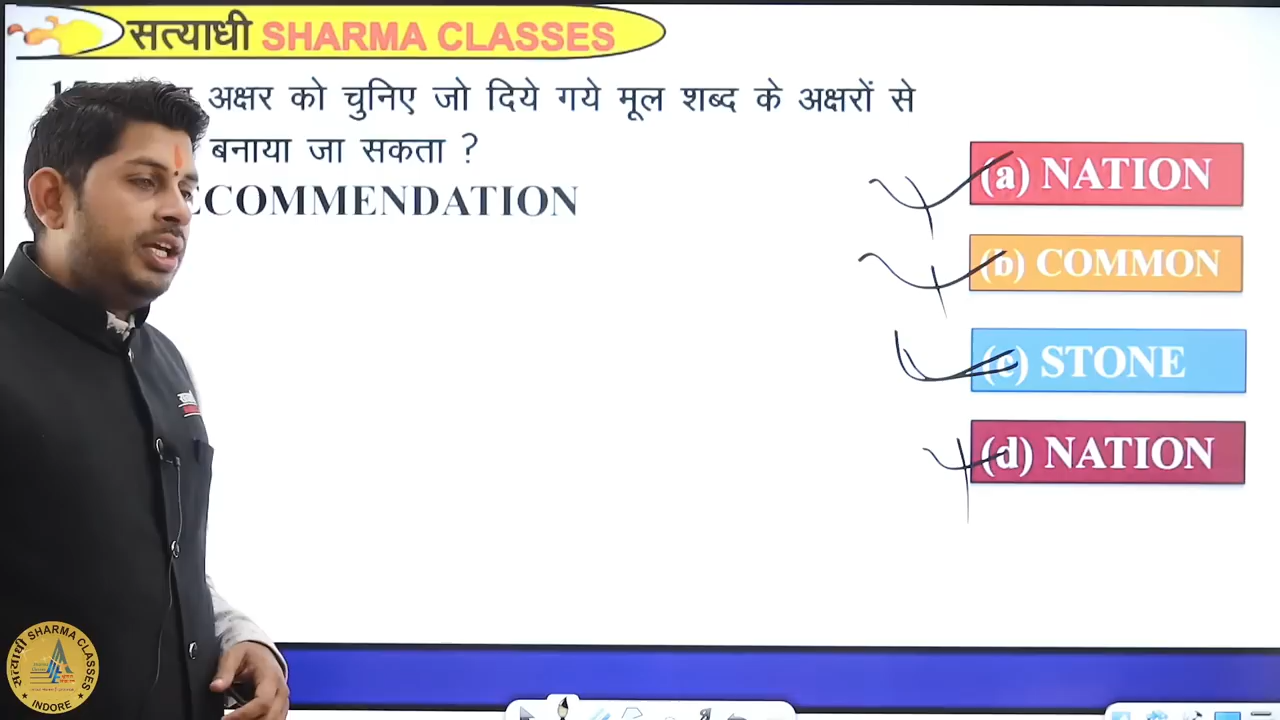 सत्याधी SHARMA CLASSES
अक्षर को चुनिए जो दिये गये मूल शब्द के अक्षरों से
बनाया जा सकता ?
ECOMMENDATION
(a) NATION
(b) COMMON
(c) STONE
(d) NATION
सत्याधी SHARMA CLASSES
INDORE